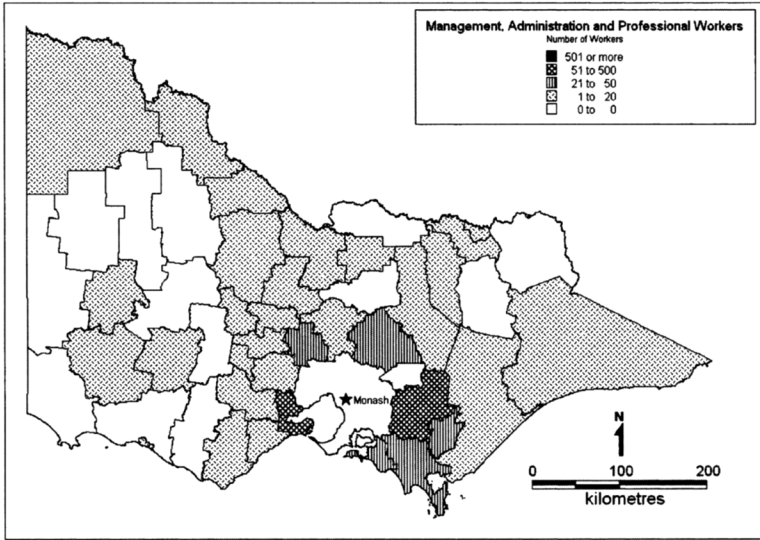 Management, Administration and Professional Workers
Number of Workers
501 or more
51 to 500
21 to 50
1 to 20
0 to 0
Monash
N
0 100 200
kilometres